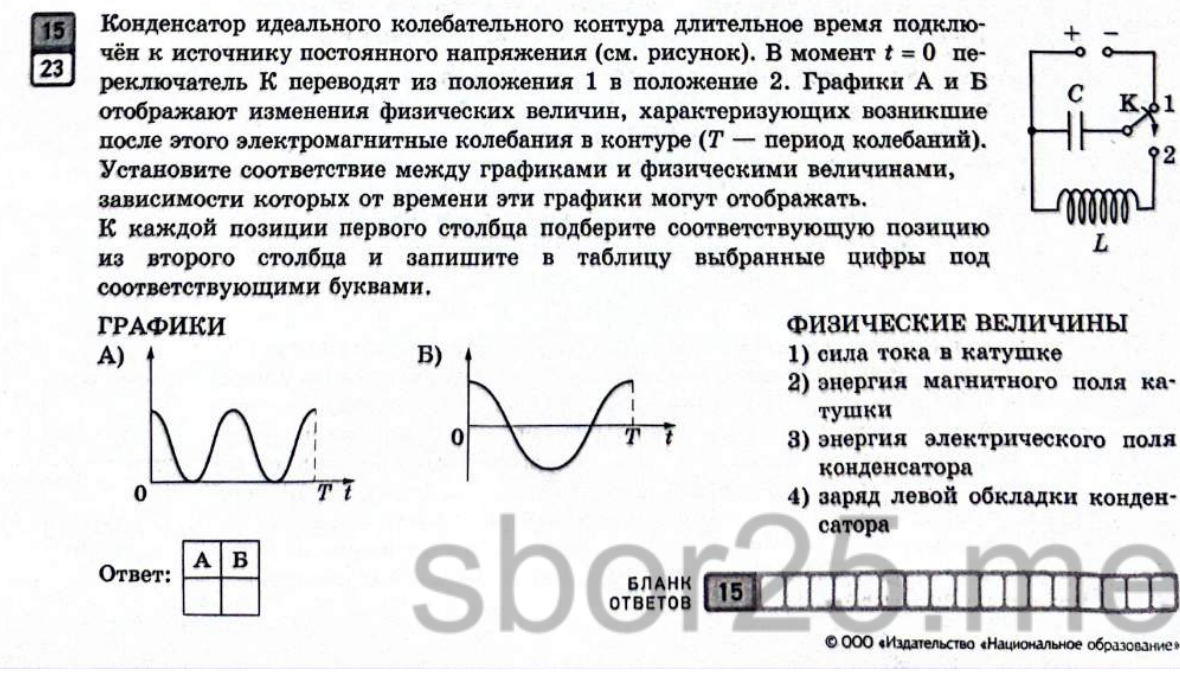 15
23
Конденсатор идеального колебательного контура длительное время подклю-
чён к источнику постоянного напряжения (см. рисунок). В момент t = 0 пе-
реключатель К переводят из положения 1 в положение 2. Графики А и Б
отображают изменения физических величин, характеризующих возникшие
после этого электромагнитные колебания в контуре (T — период колебаний).
Установите соответствие между графиками и физическими величинами,
зависимости которых от времени эти графики могут отображать.
К каждой позиции первого столбца подберите соответствующую позицию
из второго столбца и запишите в таблицу выбранные цифры под
соответствующими буквами.
+ −
C
К
1
2
L
ГРАФИКИ
А)
0
T t
Б)
0
T t
ФИЗИЧЕСКИЕ ВЕЛИЧИНЫ
1) сила тока в катушке
2) энергия магнитного поля ка-
тушки
3) энергия электрического поля
конденсатора
4) заряд левой обкладки конден-
сатора
Ответ:
А Б
БЛАНК
ОТВЕТОВ
15
sbor25.me
© ООО «Издательство «Национальное образование»